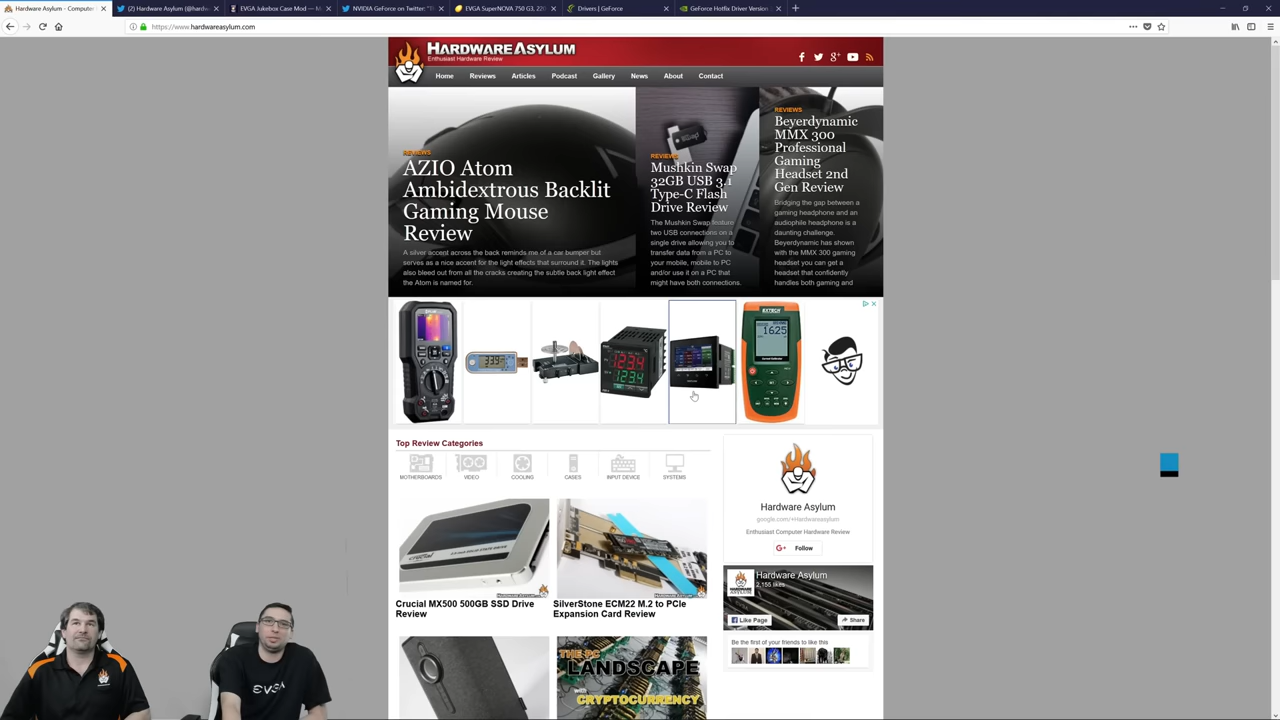 Hardware Asylum - Computer
(2) Hardware Asylum (@hardw
EVGA Jukebox Case Mod —
NVIDIA GeForce on Twitter: "
EVGA SuperNOVA 750 G3, 220
Drivers | GeForce
GeForce Hotfix Driver Version
https://www.hardwareasylum.com
HARDWAREASYLUM
Enthusiast Hardware Review
Home
Reviews
Articles
Podcast
Gallery
News
About
Contact
REVIEWS
AZIO Atom
Ambidextrous Backlit
Gaming Mouse
Review
A silver accent across the back reminds me of a car bumper but
serves as a nice accent for the light effects that surround it. The lights
also bleed out from all the cracks creating the subtle back light effect
the Atom is named for.
REVIEWS
Mushkin Swap
32GB USB 3.1
Type-C Flash
Drive Review
The Mushkin Swap feature
two USB connections on a
single drive allowing you to
transfer data from a PC to
your mobile, mobile to PC
and/or use it on a PC that
might have both connections.
REVIEWS
Beyerdynamic
MMX 300
Professional
Gaming
Headset 2nd
Gen Review
Bridging the gap between a
gaming headphone and an
audiophile headphone is a
daunting challenge.
Beyerdynamic has shown
with the MMX 300 gaming
headset you can get a
headset that confidently
handles both gaming and
EXTECH
1625
Top Review Categories
MOTHERBOARDS
VIDEO
COOLING
CASES
INPUT DEVICE
SYSTEMS
crucial
Crucial MX500 500GB SSD Drive
Review
SilverStone ECM22 M.2 to PCIe
Expansion Card Review
THE PC
LANDSCAPE
WITH
CRYPTOCURRENCY
Hardware Asylum
google.com/+Hardwareasylum
Enthusiast Computer Hardware Review
G+ Follow
Hardware Asylum
2,155 likes
Like Page
Share
Be the first of your friends to like this
EVGA